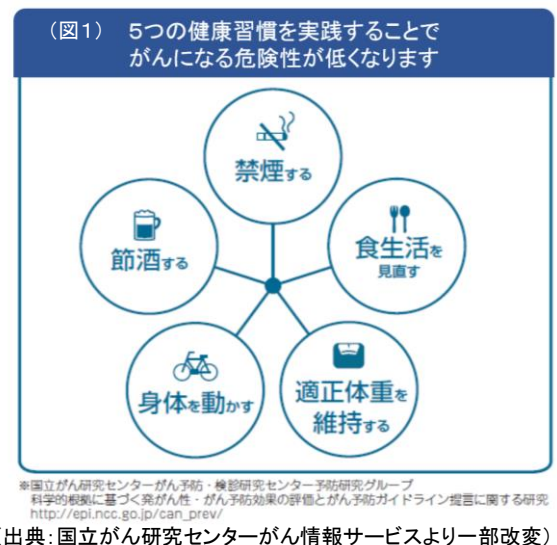 （図１） ５つの健康習慣を実践することで
がんになる危険性が低くなります
禁煙する
節酒する
食生活を
見直す
身体を動かす
適正体重を
維持する
※国立がん研究センターがん予防・検診研究センター予防研究グループ
科学的根拠に基づく発がん性・がん予防効果の評価とがん予防ガイドライン提言に関する研究
http://epi.ncc.go.jp/can_prev/
（出典：国立がん研究センターがん情報サービスより一部改変）